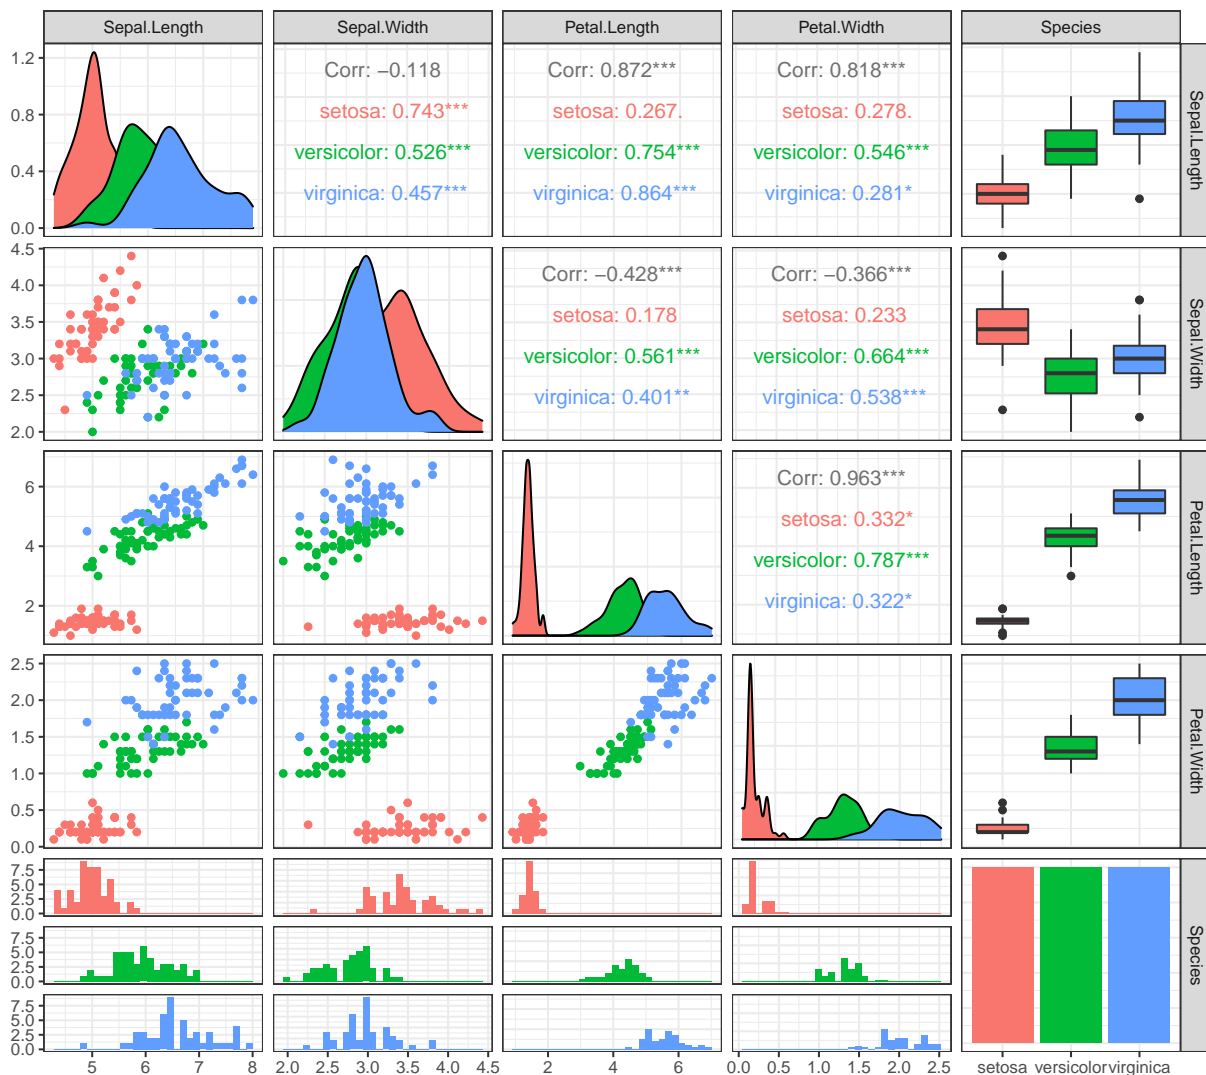 Sepal.Length
Sepal.Width
Petal.Length
Petal.Width
Species
1.2
0.8
0.4
0.0
Corr: −0.118
setosa: 0.743***
versicolor: 0.526***
virginica: 0.457***
Corr: 0.872***
setosa: 0.267.
versicolor: 0.754***
virginica: 0.864***
Corr: 0.818***
setosa: 0.278.
versicolor: 0.546***
virginica: 0.281*
Sepal.Length
4.5
4.0
3.5
3.0
2.5
2.0
Corr: −0.428***
setosa: 0.178
versicolor: 0.561***
virginica: 0.401**
Corr: −0.366***
setosa: 0.233
versicolor: 0.664***
virginica: 0.538***
Sepal.Width
6
4
2
Corr: 0.963***
setosa: 0.332*
versicolor: 0.787***
virginica: 0.322*
Petal.Length
2.5
2.0
1.5
1.0
0.5
0.0
Petal.Width
7.5
5.0
2.5
0.0
7.5
5.0
2.5
0.0
7.5
5.0
2.5
0.0
Species
5 6 7 8
2.0 2.5 3.0 3.5 4.0 4.5
2 4 6
0.0 0.5 1.0 1.5 2.0 2.5
setosa versicolor virginica